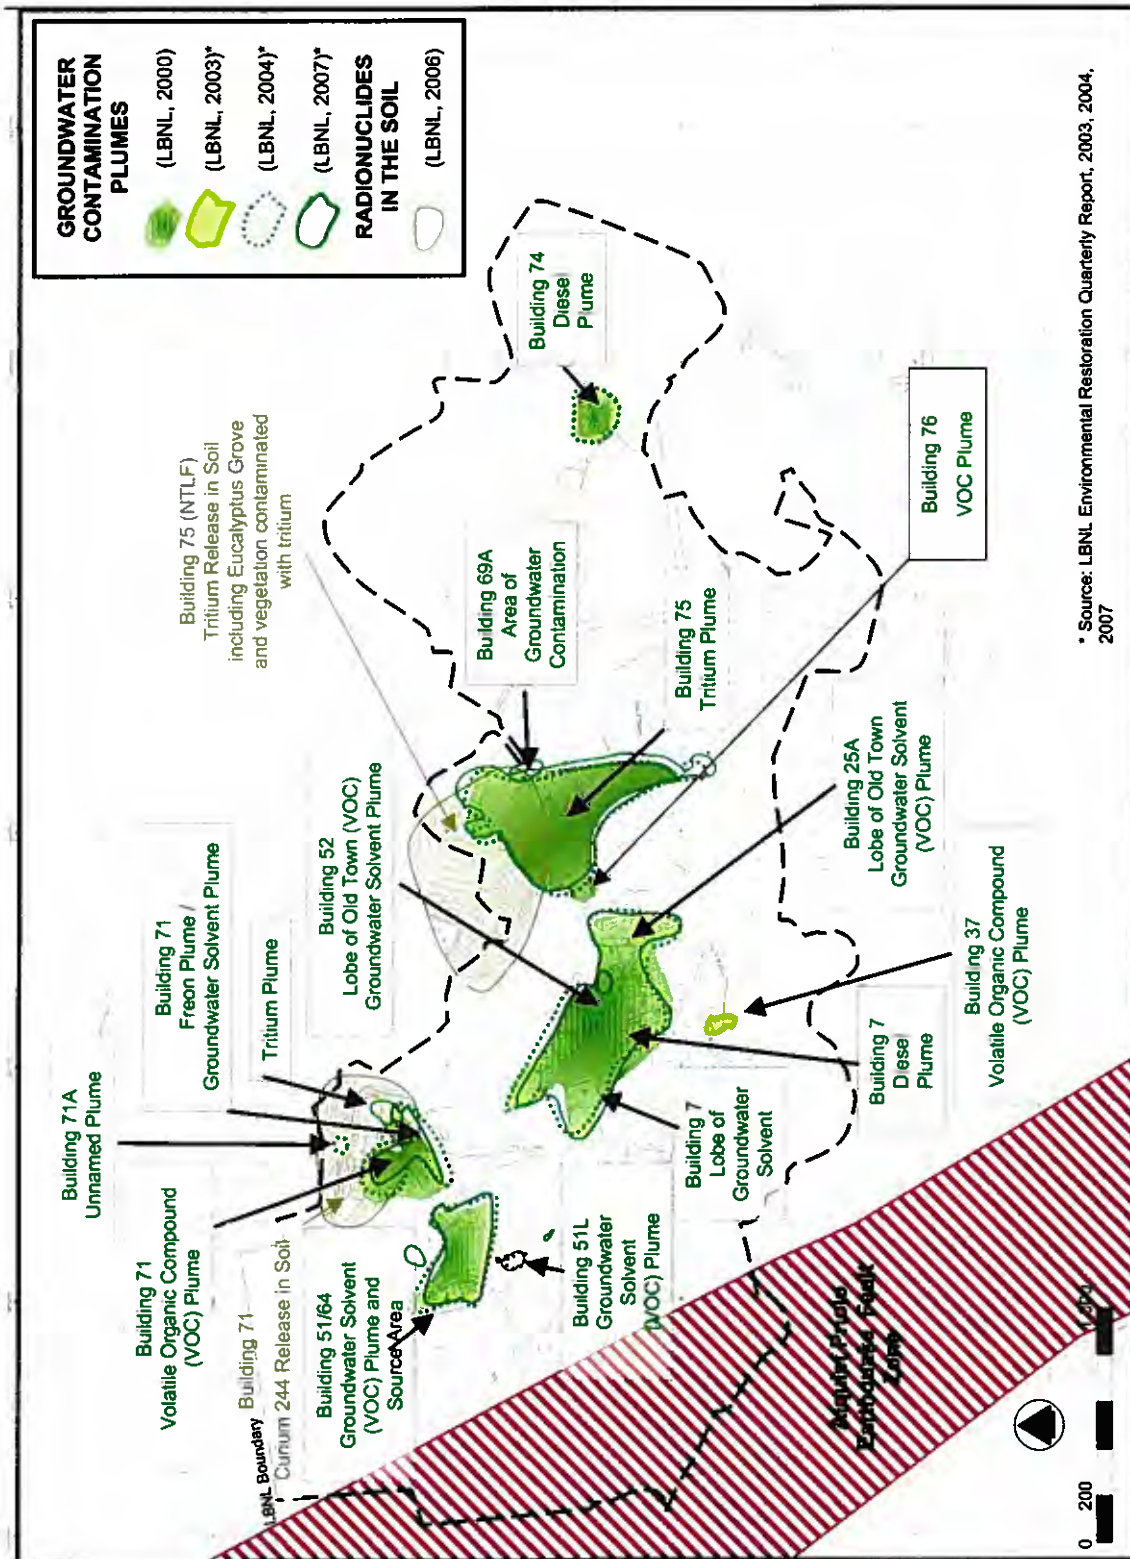 GROUNDWATER
CONTAMINATION
PLUMES
(LBNL, 2000)
(LBNL, 2003)*
(LBNL, 2004)*
(LBNL, 2007)*
RADIONUCLIDES
IN THE SOIL
(LBNL, 2006)
Building 75 (NTLF)
Tritium Release in Soil
including Eucalyptus Grove
and vegetation contaminated
with tritium
Building 74
Diesel
Plume
Building 69A
Area of
Groundwater
Contamination
Building 75
Tritium Plume
Building 76
VOC Plume
Building 71A
Unnamed Plume
Building 71
Freon Plume /
Groundwater Solvent Plume
Tritium Plume
Building 52
Lobe of Old Town (VOC)
Groundwater Solvent Plume
Building 25A
Lobe of Old Town
Groundwater Solvent
(VOC) Plume
Building 37
Volatile Organic Compound
(VOC) Plume
Building 7
Diesel
Plume
Building 7
Lobe of
Groundwater
Solvent
Building 51L
Groundwater
Solvent
(VOC) Plume
Building 71
Volatile Organic Compound
(VOC) Plume
LBNL Boundary
Building 71
Curium 244 Release in Soil
Building 51/64
Groundwater Solvent
(VOC) Plume and
Source Area
Zone
0 200
* Source: LBNL Environmental Restoration Quarterly Report, 2003, 2004,
2007